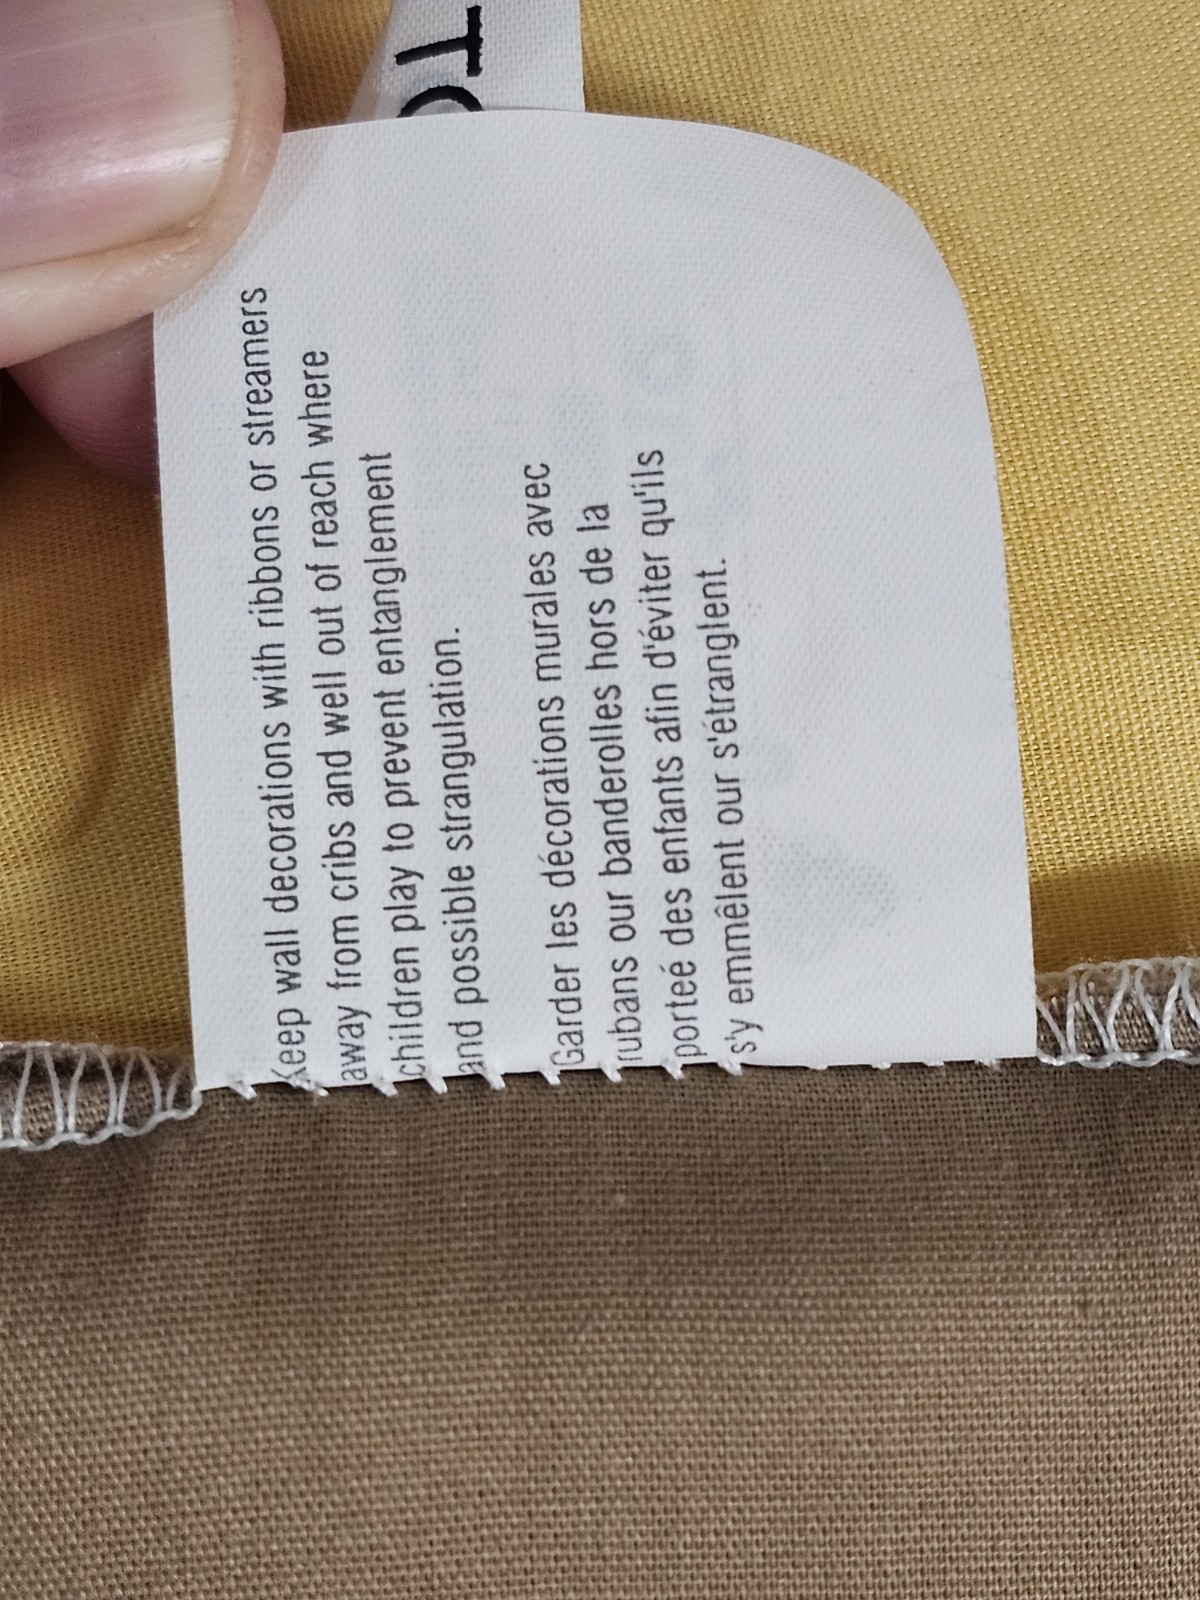 Keep wall decorations with ribbons or streamers
away from cribs and well out of reach where
children play to prevent entanglement
and possible strangulation.
Garder les décorations murales avec
rubans our banderolles hors de la
porteé des enfants afin d'éviter qu'ils
s'y emmêlent our s'étranglent.